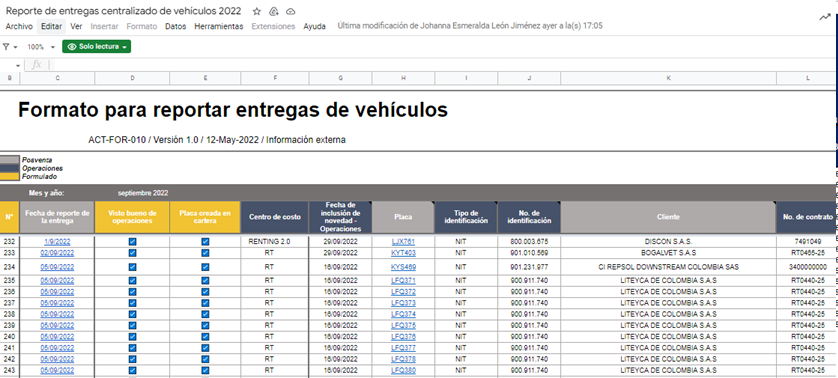 Reporte de entregas centralizado de vehículos 2022
Archivo Editar Ver Insertar Formato Datos Herramientas Extensiones Ayuda Última modificación de Johanna Esmeralda León Jiménez ayer a la(s) 17:05
100% Solo lectura
fx
B C D E F G H I J K L
Formato para reportar entregas de vehículos
ACT-FOR-010 / Versión 1.0 / 12-May-2022 / Información externa
Posventa
Operaciones
Formulado
Mes y año: septiembre 2022
N° Fecha de reporte de la entrega Visto bueno de operaciones Placa creada en cartera Centro de costo Fecha de inclusión de novedad - Operaciones Placa Tipo de identificación No. de identificación Cliente No. de contrato
232 1/9/2022 RENTING 2.0 29/09/2022 LJX761 NIT 800.003.675 DISCON S.A.S. 7491049
233 02/09/2022 RT 29/09/2022 KYT403 NIT 901.010.569 BOGALVET S.A.S RT0465-25
234 05/09/2022 RT 16/09/2022 KYS469 NIT 901.231.977 CI REPSOL DOWNSTREAM COLOMBIA SAS 3400000000
235 05/09/2022 RT 16/09/2022 LFQ371 NIT 900.911.740 LITEYCA DE COLOMBIA S.A.S RT0440-25
236 05/09/2022 RT 16/09/2022 LFQ372 NIT 900.911.740 LITEYCA DE COLOMBIA S.A.S RT0440-25
237 05/09/2022 RT 16/09/2022 LFQ373 NIT 900.911.740 LITEYCA DE COLOMBIA S.A.S RT0440-25
238 05/09/2022 RT 16/09/2022 LFQ374 NIT 900.911.740 LITEYCA DE COLOMBIA S.A.S RT0440-25
239 05/09/2022 RT 16/09/2022 LFQ375 NIT 900.911.740 LITEYCA DE COLOMBIA S.A.S RT0440-25
240 05/09/2022 RT 16/09/2022 LFQ376 NIT 900.911.740 LITEYCA DE COLOMBIA S.A.S RT0440-25
241 05/09/2022 RT 16/09/2022 LFQ377 NIT 900.911.740 LITEYCA DE COLOMBIA S.A.S RT0440-25
242 05/09/2022 RT 16/09/2022 LFQ378 NIT 900.911.740 LITEYCA DE COLOMBIA S.A.S RT0440-25
243 05/09/2022 RT 16/09/2022 LFQ380 NIT 900.911.740 LITEYCA DE COLOMBIA S.A.S RT0440-25